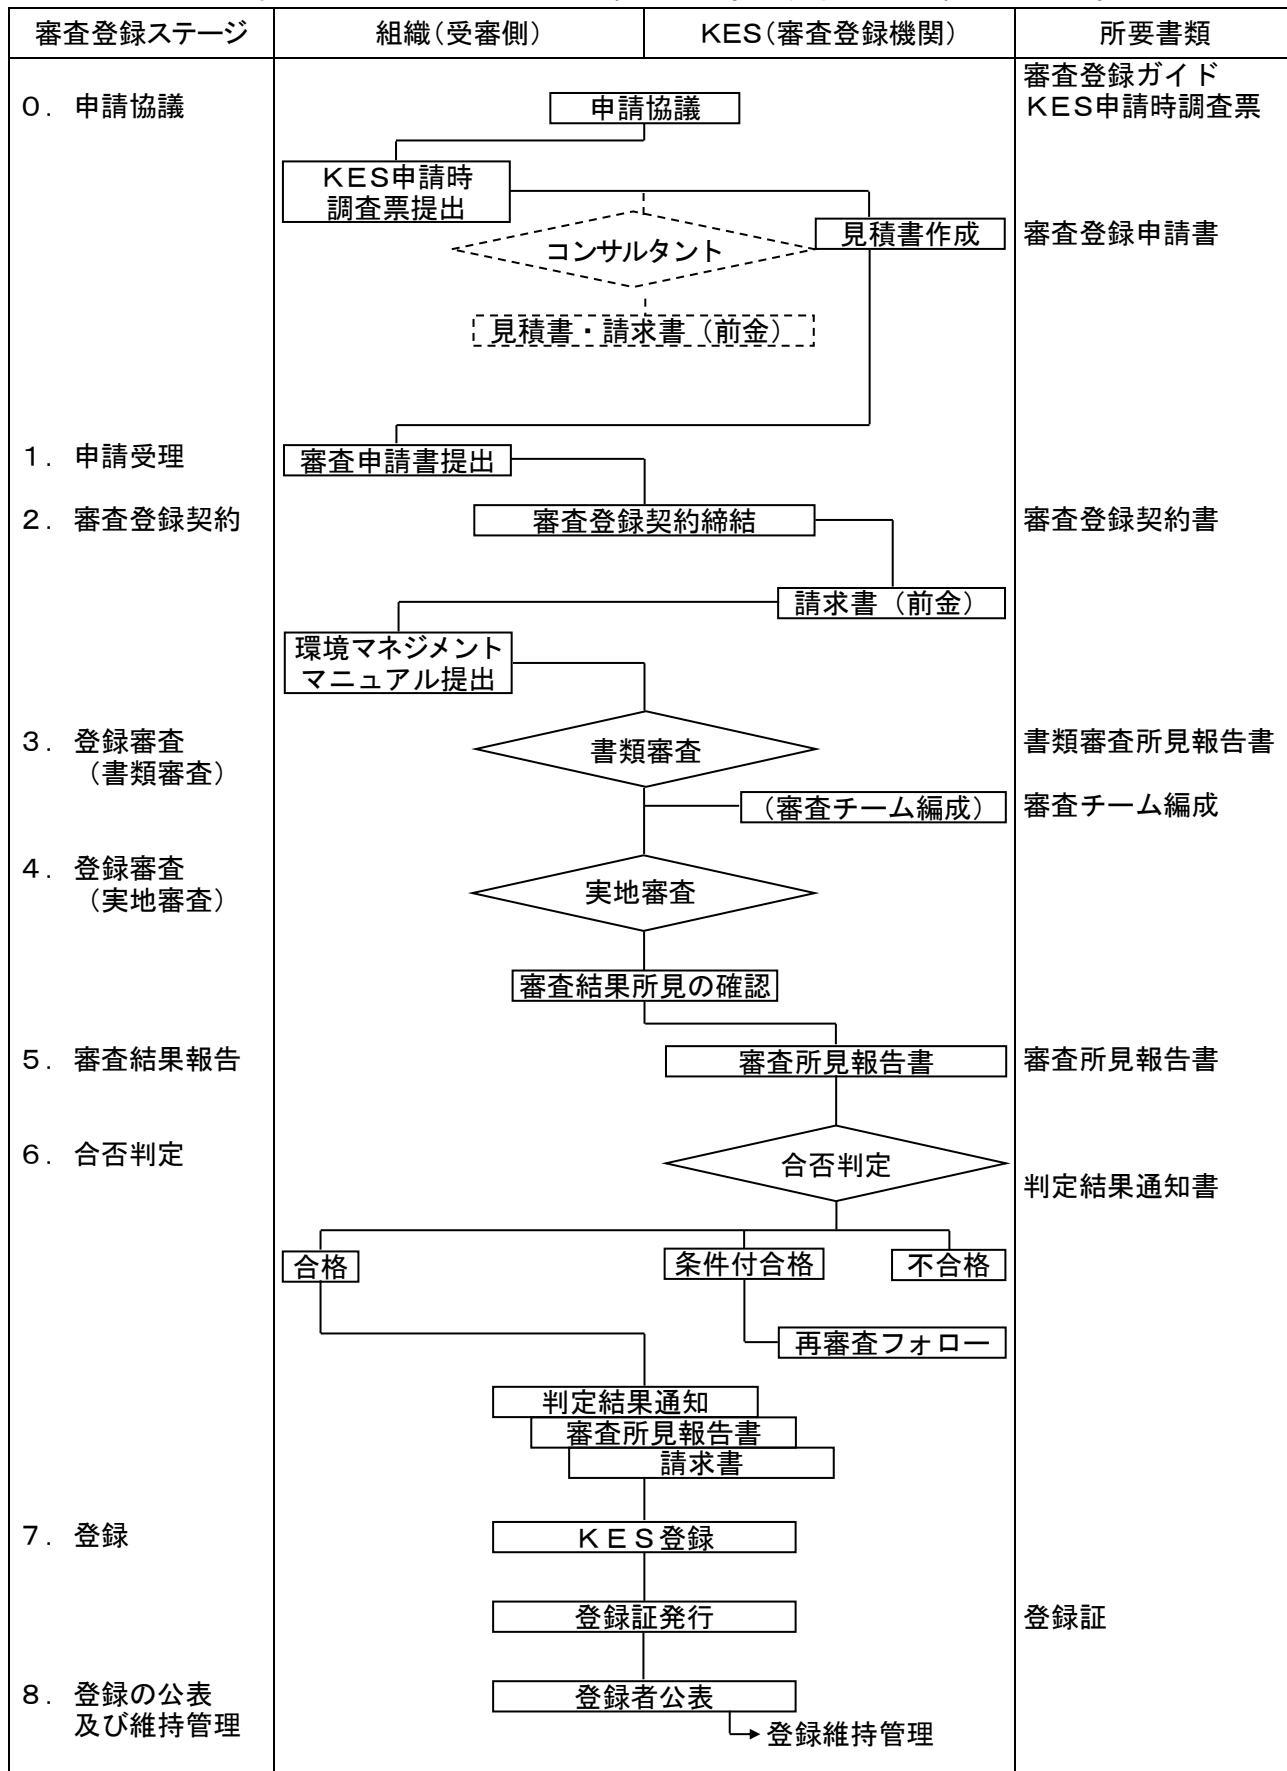 審査登録ステージ
組織（受審側）
KES（審査登録機関）
所要書類
審査登録ガイド
０．申請協議
申請協議
KES申請時調査票
KES申請時
調査票提出
コンサルタント
見積書作成
審査登録申請書
見積書・請求書（前金）
１．申請受理
審査申請書提出
２．審査登録契約
審査登録契約締結
審査登録契約書
請求書（前金）
環境マネジメント
マニュアル提出
３．登録審査
（書類審査）
書類審査
書類審査所見報告書
（審査チーム編成）
審査チーム編成
４．登録審査
（実地審査）
実地審査
審査結果所見の確認
５．審査結果報告
審査所見報告書
審査所見報告書
６．合否判定
合否判定
判定結果通知書
合格
条件付合格
不合格
再審査フォロー
判定結果通知
審査所見報告書
請求書
７．登録
ＫＥＳ登録
登録証発行
登録証
８．登録の公表
及び維持管理
登録者公表
登録維持管理